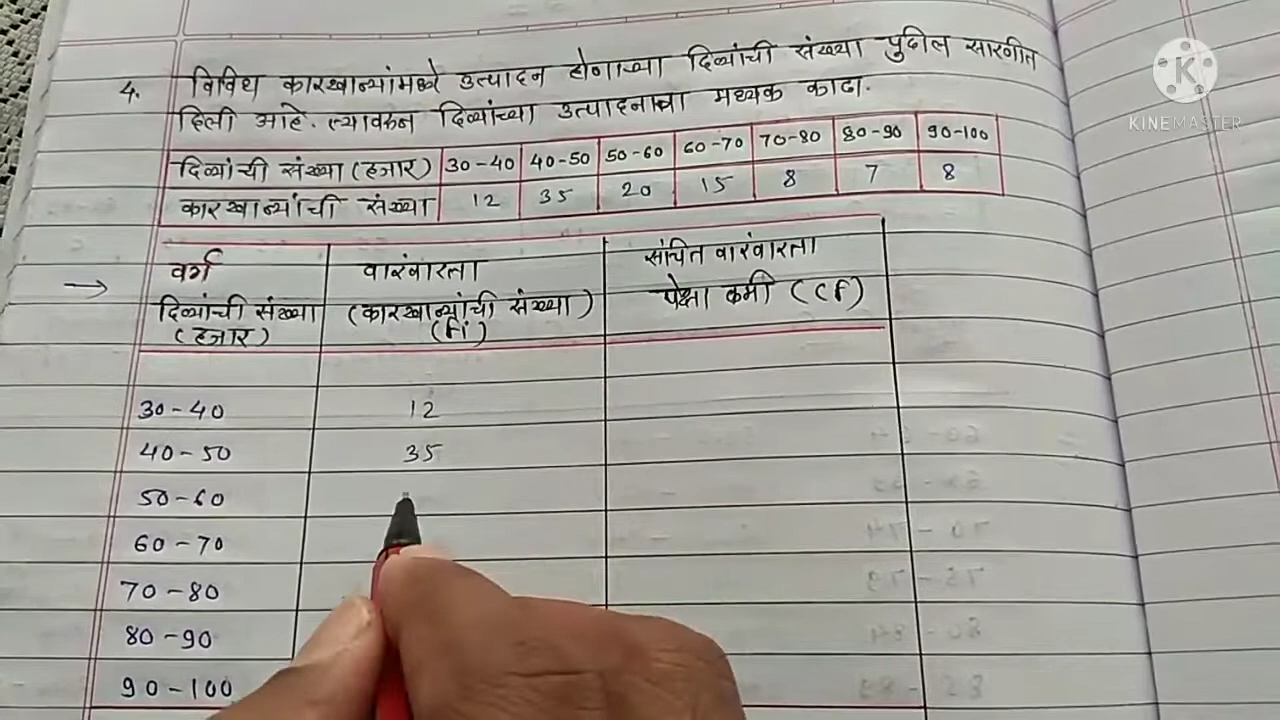 K
KINEMASTER
4. विविध कारखान्यांमध्ये उत्पादन होणाऱ्या दिव्यांची संख्या पुढील सारणीत
दिली आहे. त्यावरून दिव्यांच्या उत्पादनाचा मध्यक काढा.
दिव्यांची संख्या (हजार) 30-40 40-50 50-60 60-70 70-80 80-90 90-100
कारखान्यांची संख्या 12 35 20 15 8 7 8
→ वर्ग वारंवारता संचित वारंवारता
दिव्यांची संख्या (कारखान्यांची संख्या) पेक्षा कमी (CF)
(हजार) (Fi)
30-40 12
40-50 35
50-60
60-70
70-80
80-90
90-100